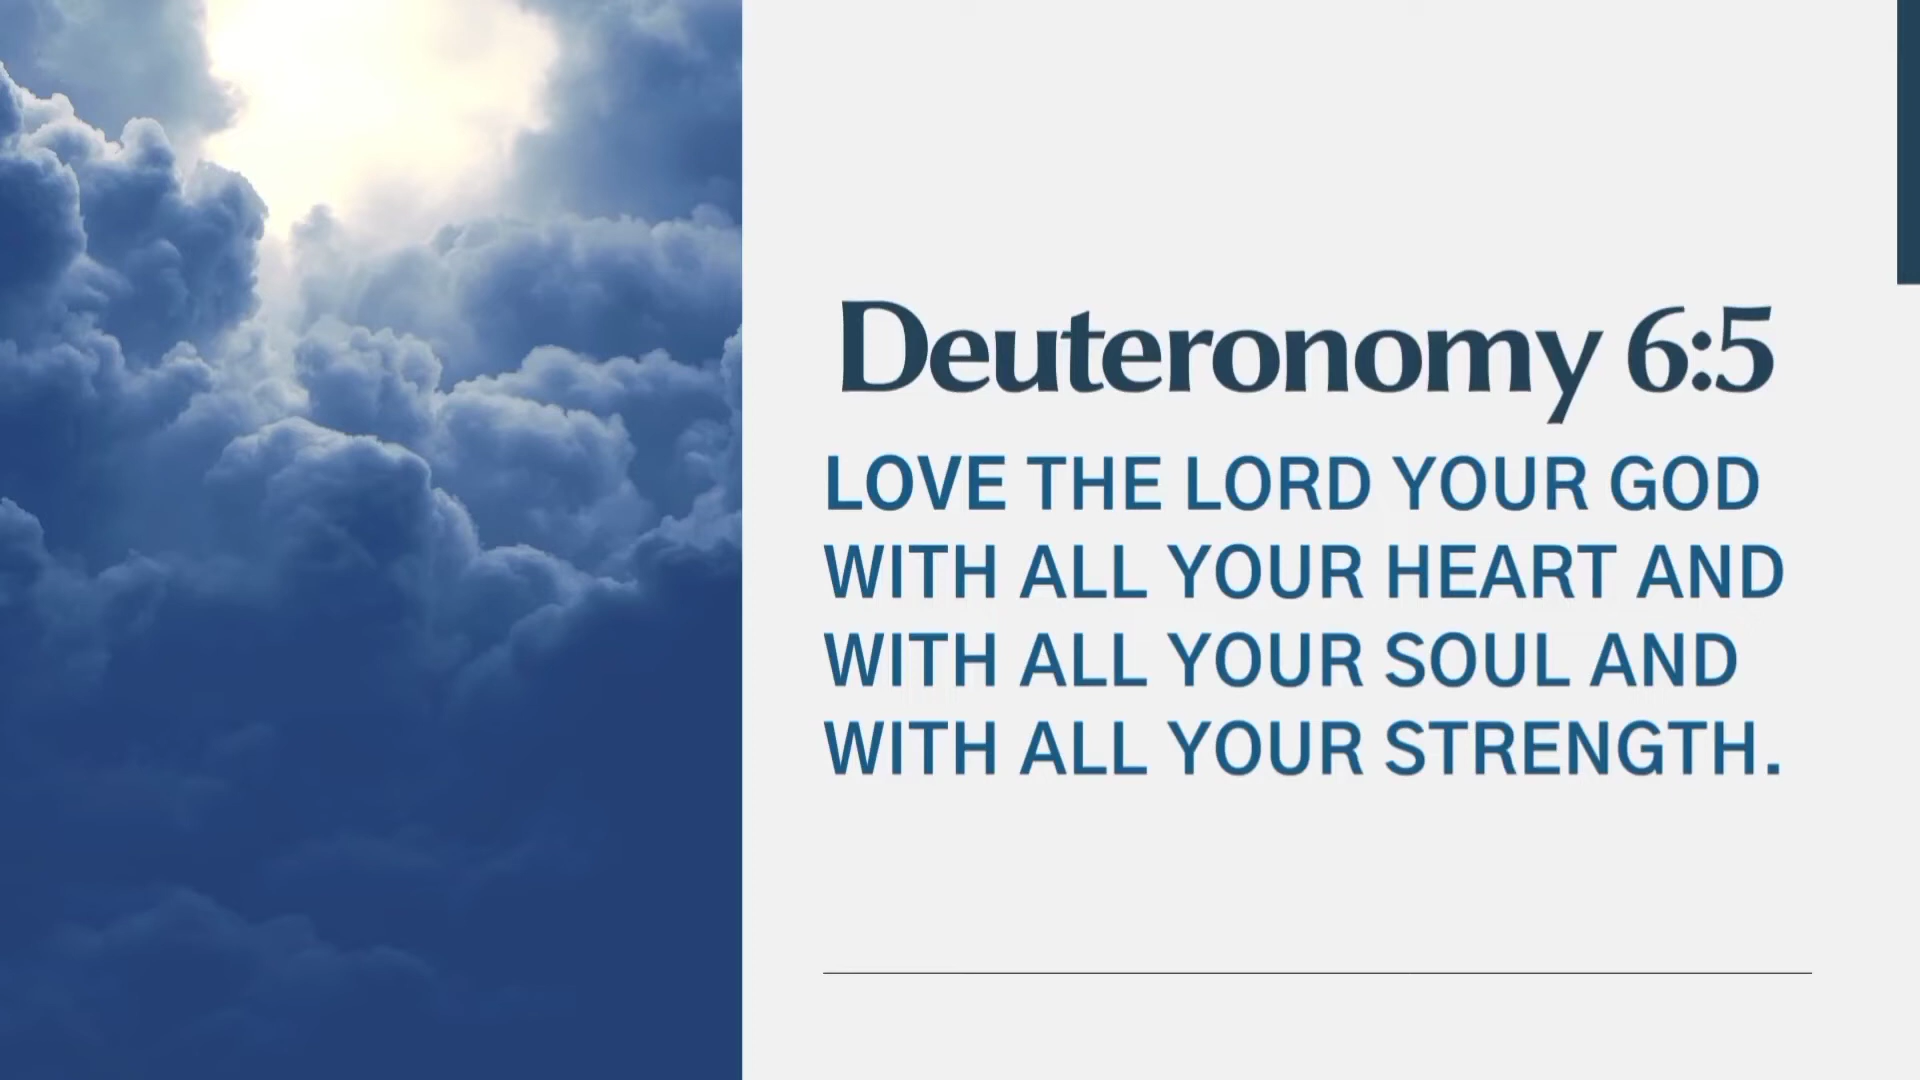 Deuteronomy 6:5
LOVE THE LORD YOUR GOD
WITH ALL YOUR HEART AND
WITH ALL YOUR SOUL AND
WITH ALL YOUR STRENGTH.